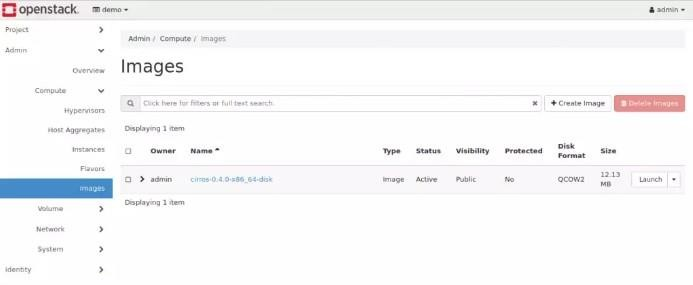 openstack. demo admin
Project
Admin
Overview
Compute
Hypervisors
Host Aggregates
Instances
Flavors
Images
Volume
Network
System
Identity
Admin / Compute / Images
Images
Click here for filters or full text search. × + Create Image Delete Images
Displaying 1 item
Owner Name Type Status Visibility Protected Disk Format Size
admin cirros-0.4.0-x86_64-disk Image Active Public No QCOW2 12.13 MB Launch
Displaying 1 item